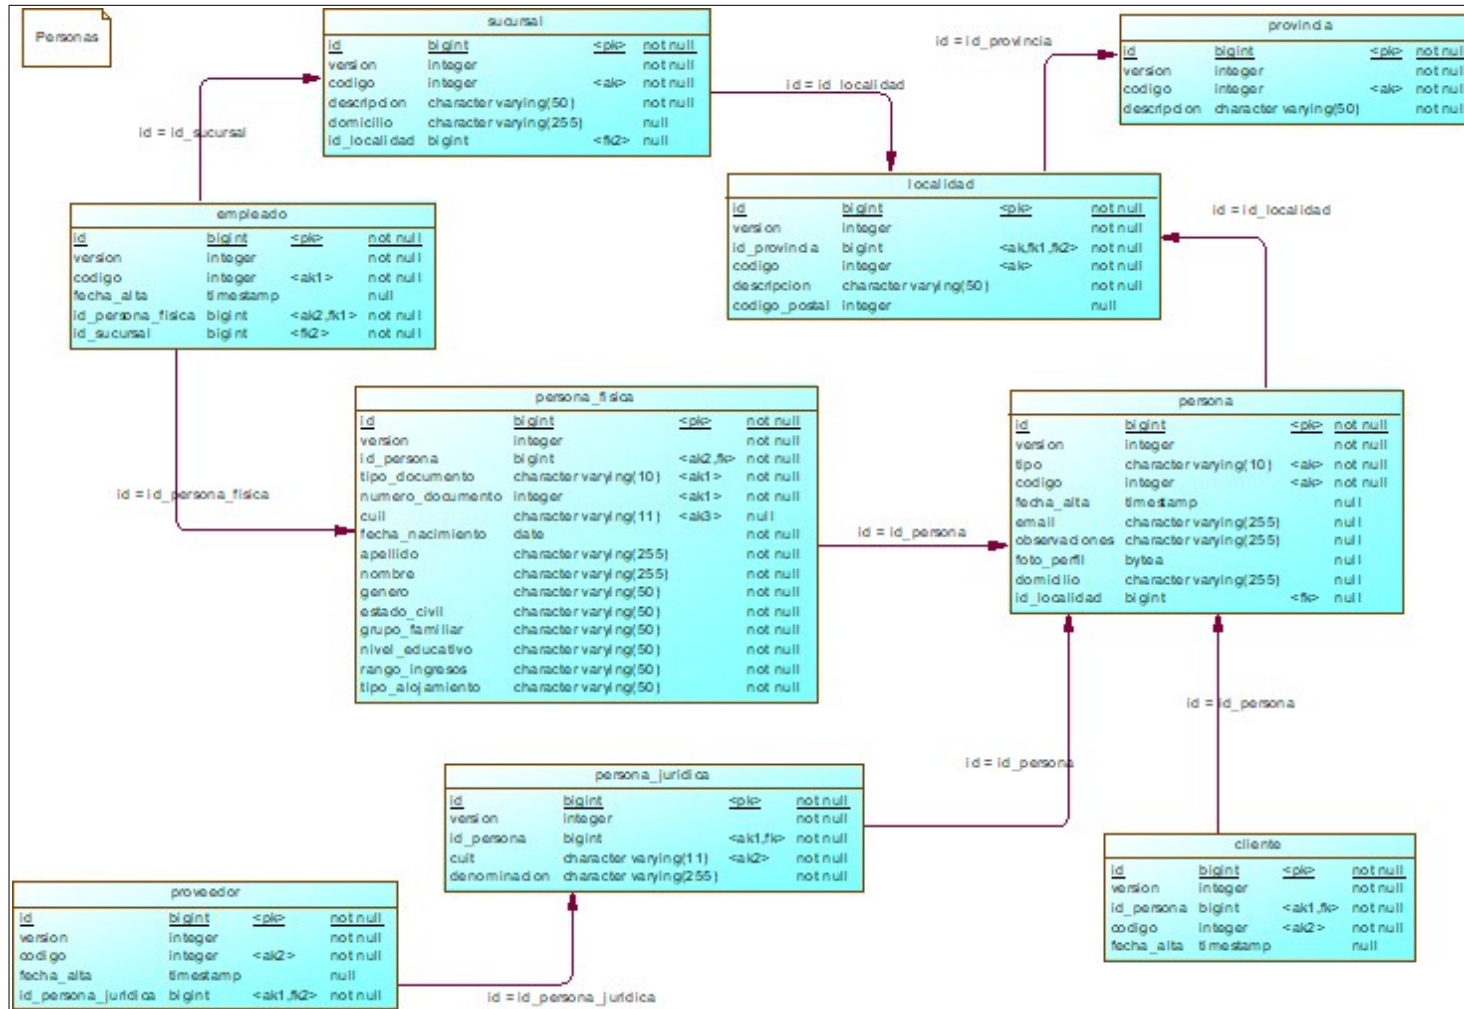 Personas
sucursal
id bigint <pk> not null
version integer not null
codigo integer <ak> not null
descripcion character varying(50) not null
domicilio character varying(255) null
id_localidad bigint <fk2> null
id = id_provincia
provincia
id bigint <pk> not null
version integer not null
codigo integer <ak> not null
descripcion character varying(50) not null
id = id_sucursal
id = id_localidad
localidad
id bigint <pk> not null
version integer not null
id_provincia bigint <ak,fk1,fk2> not null
codigo integer <ak> not null
descripcion character varying(50) not null
codigo_postal integer null
id = id_localidad
empleado
id bigint <pk> not null
version integer not null
codigo integer <ak1> not null
fecha_alta timestamp null
id_persona_fisica bigint <ak2,fk1> not null
id_sucursal bigint <fk2> not null
id = id_persona_fisica
persona_fisica
id bigint <pk> not null
version integer not null
id_persona bigint <ak2,fk> not null
tipo_documento character varying(10) <ak1> not null
numero_documento integer <ak1> not null
cuil character varying(11) <ak3> null
fecha_nacimiento date not null
apellido character varying(255) not null
nombre character varying(255) not null
genero character varying(50) not null
estado_civil character varying(50) not null
grupo_familiar character varying(50) not null
nivel_educativo character varying(50) not null
rango_ingresos character varying(50) not null
tipo_alojamiento character varying(50) not null
id = id_persona
persona
id bigint <pk> not null
version integer not null
tipo character varying(10) <ak> not null
codigo integer <ak> not null
fecha_alta timestamp null
email character varying(255) null
observaciones character varying(255) null
foto_perfil bytea null
domicilio character varying(255) null
id_localidad bigint <fk> null
id = id_persona
id = id_persona
persona_juridica
id bigint <pk> not null
version integer not null
id_persona bigint <ak1,fk> not null
cuit character varying(11) <ak2> not null
denominacion character varying(255) not null
cliente
id bigint <pk> not null
version integer not null
id_persona bigint <ak1,fk> not null
codigo integer <ak2> not null
fecha_alta timestamp null
proveedor
id bigint <pk> not null
version integer not null
codigo integer <ak2> not null
fecha_alta timestamp null
id_persona_juridica bigint <ak1,fk2> not null
id = id_persona_juridica